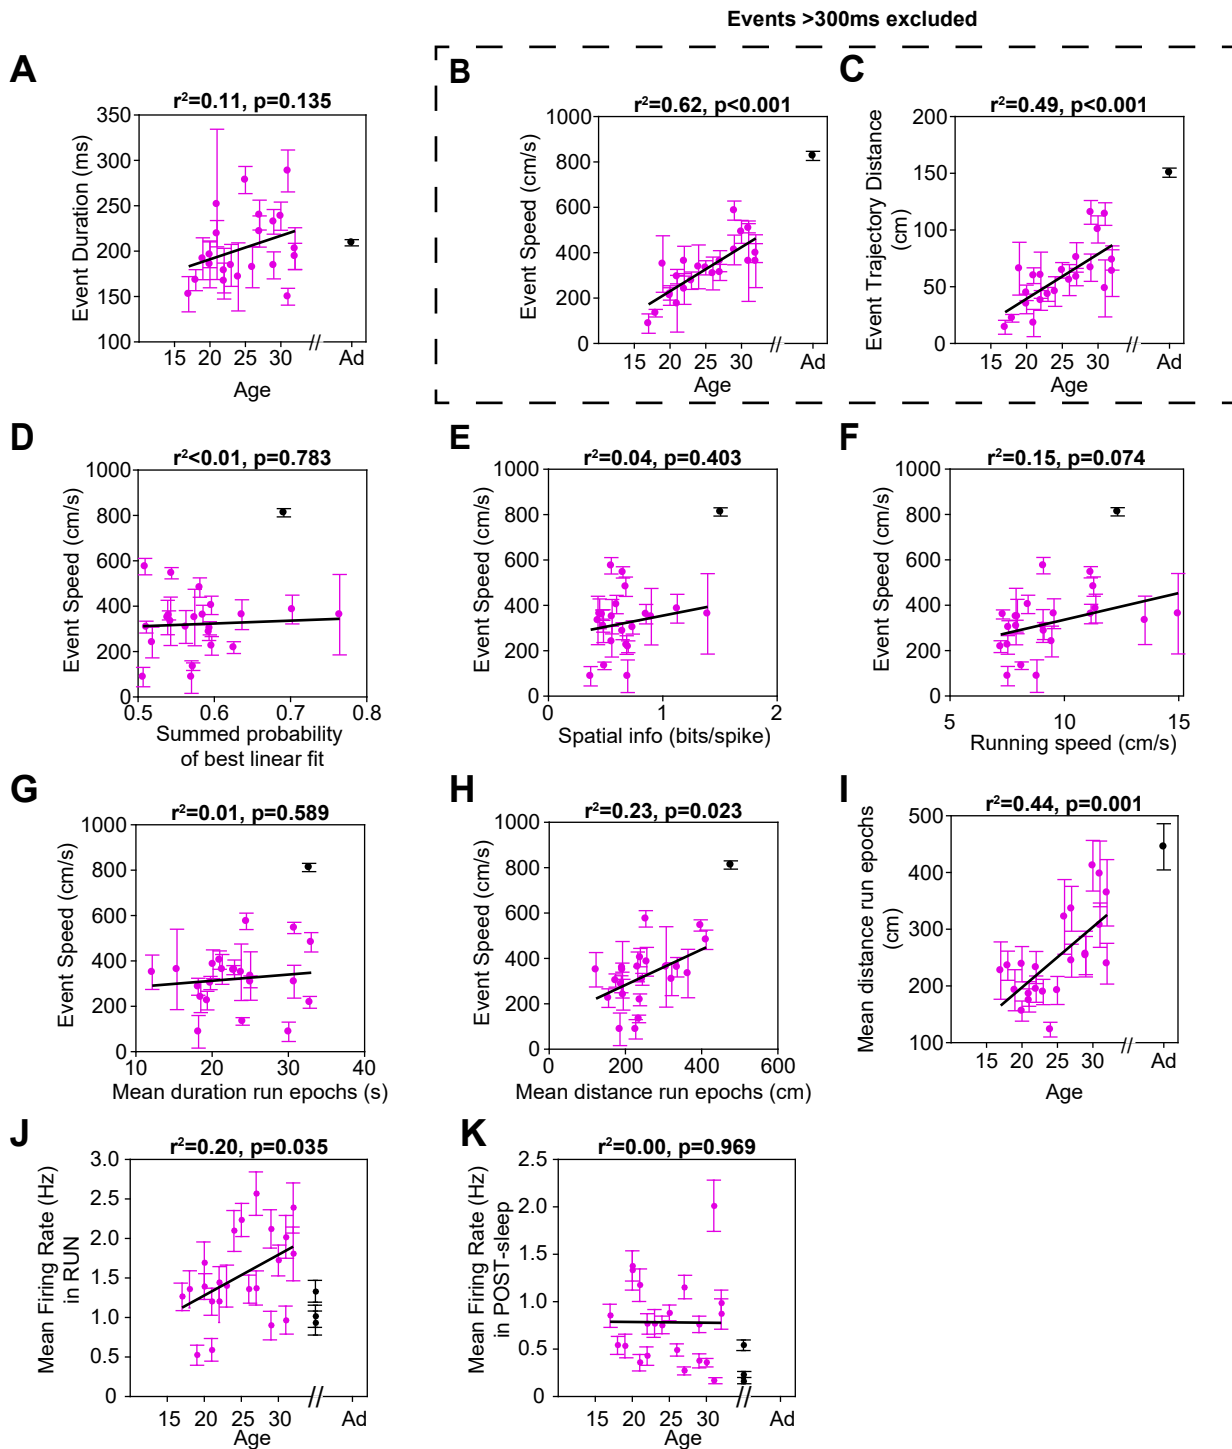 Events >300ms excluded
A
r²=0.11, p=0.135
Event Duration (ms)
350
300
250
200
150
100
15 20 25 30 // Ad
Age
B
r²=0.62, p<0.001
Event Speed (cm/s)
1000
800
600
400
200
0
15 20 25 30 // Ad
Age
C
r²=0.49, p<0.001
Event Trajectory Distance
(cm)
200
150
100
50
0
15 20 25 30 // Ad
Age
D
r²<0.01, p=0.783
Event Speed (cm/s)
1000
800
600
400
200
0
0.5 0.6 0.7 0.8
Summed probability
of best linear fit
E
r²=0.04, p=0.403
Event Speed (cm/s)
1000
800
600
400
200
0
0 1 2
Spatial info (bits/spike)
F
r²=0.15, p=0.074
Event Speed (cm/s)
1000
800
600
400
200
0
5 10 15
Running speed (cm/s)
G
r²=0.01, p=0.589
Event Speed (cm/s)
1000
800
600
400
200
0
10 20 30 40
Mean duration run epochs (s)
H
r²=0.23, p=0.023
Event Speed (cm/s)
1000
800
600
400
200
0
0 200 400 600
Mean distance run epochs (cm)
I
r²=0.44, p=0.001
Mean distance run epochs
(cm)
500
400
300
200
100
15 20 25 30 // Ad
Age
J
r²=0.20, p=0.035
Mean Firing Rate (Hz)
in RUN
3.0
2.5
2.0
1.5
1.0
0.5
0
15 20 25 30 // Ad
Age
K
r²=0.00, p=0.969
Mean Firing Rate (Hz)
in POST-sleep
2.5
2.0
1.5
1.0
0.5
0
15 20 25 30 // Ad
Age